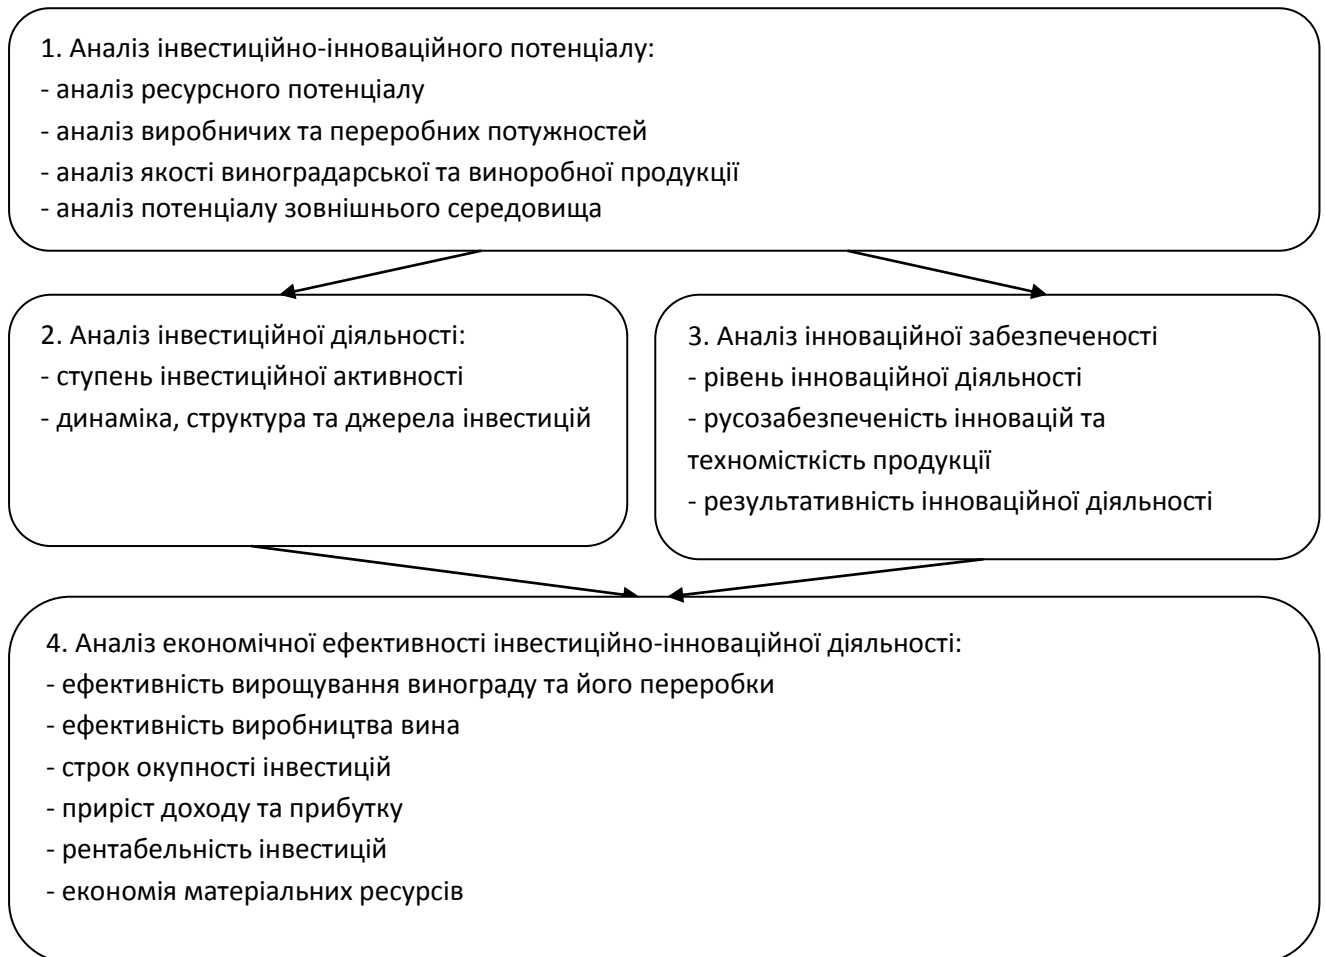 1. Аналіз інвестиційно-інноваційного потенціалу:
- аналіз ресурсного потенціалу
- аналіз виробничих та переробних потужностей
- аналіз якості виноградарської та виноробної продукції
- аналіз потенціалу зовнішнього середовища
2. Аналіз інвестиційної діяльності:
- ступень інвестиційної активності
- динаміка, структура та джерела інвестицій
3. Аналіз інноваційної забезпеченості
- рівень інноваційної діяльності
- русозабезпеченість інновацій та
техномісткість продукції
- результативність інноваційної діяльності
4. Аналіз економічної ефективності інвестиційно-інноваційної діяльності:
- ефективність вирощування винограду та його переробки
- ефективність виробництва вина
- строк окупності інвестицій
- приріст доходу та прибутку
- рентабельність інвестицій
- економія матеріальних ресурсів